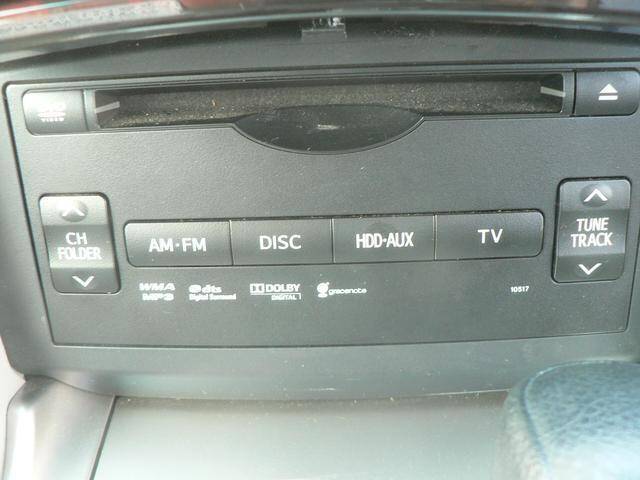 DVD
VIDEO
CH
FOLDER
AM·FM
DISC
HDD·AUX
TV
TUNE
TRACK
WMA
MP3
dts
Digital Surround
DOLBY
DIGITAL
gracenote
10517